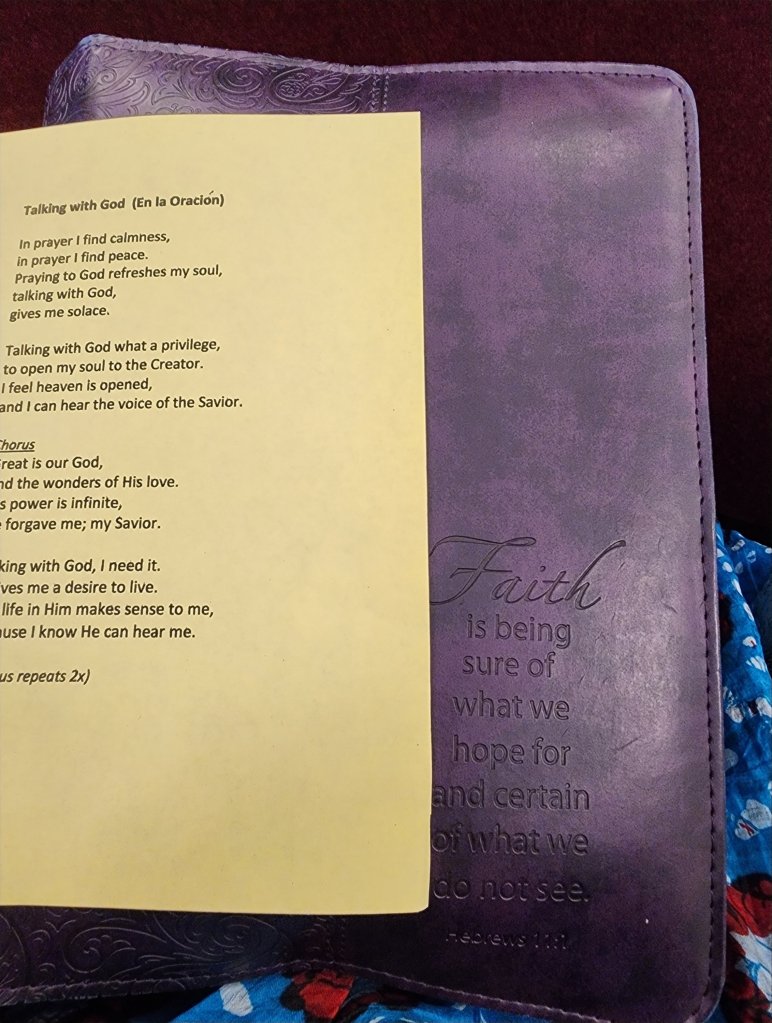 Talking with God (En la Oración)
In prayer I find calmness,
in prayer I find peace.
Praying to God refreshes my soul,
talking with God,
gives me solace.
Talking with God what a privilege,
to open my soul to the Creator.
I feel heaven is opened,
and I can hear the voice of the Savior.
Chorus
reat is our God,
nd the wonders of His love.
s power is infinite,
forgave me; my Savior.
king with God, I need it.
ves me a desire to live.
life in Him makes sense to me,
use I know He can hear me.
us repeats 2x)
Faith
is being
sure of
what we
hope for
and certain
of what we
do not see.
Hebrews 11:1